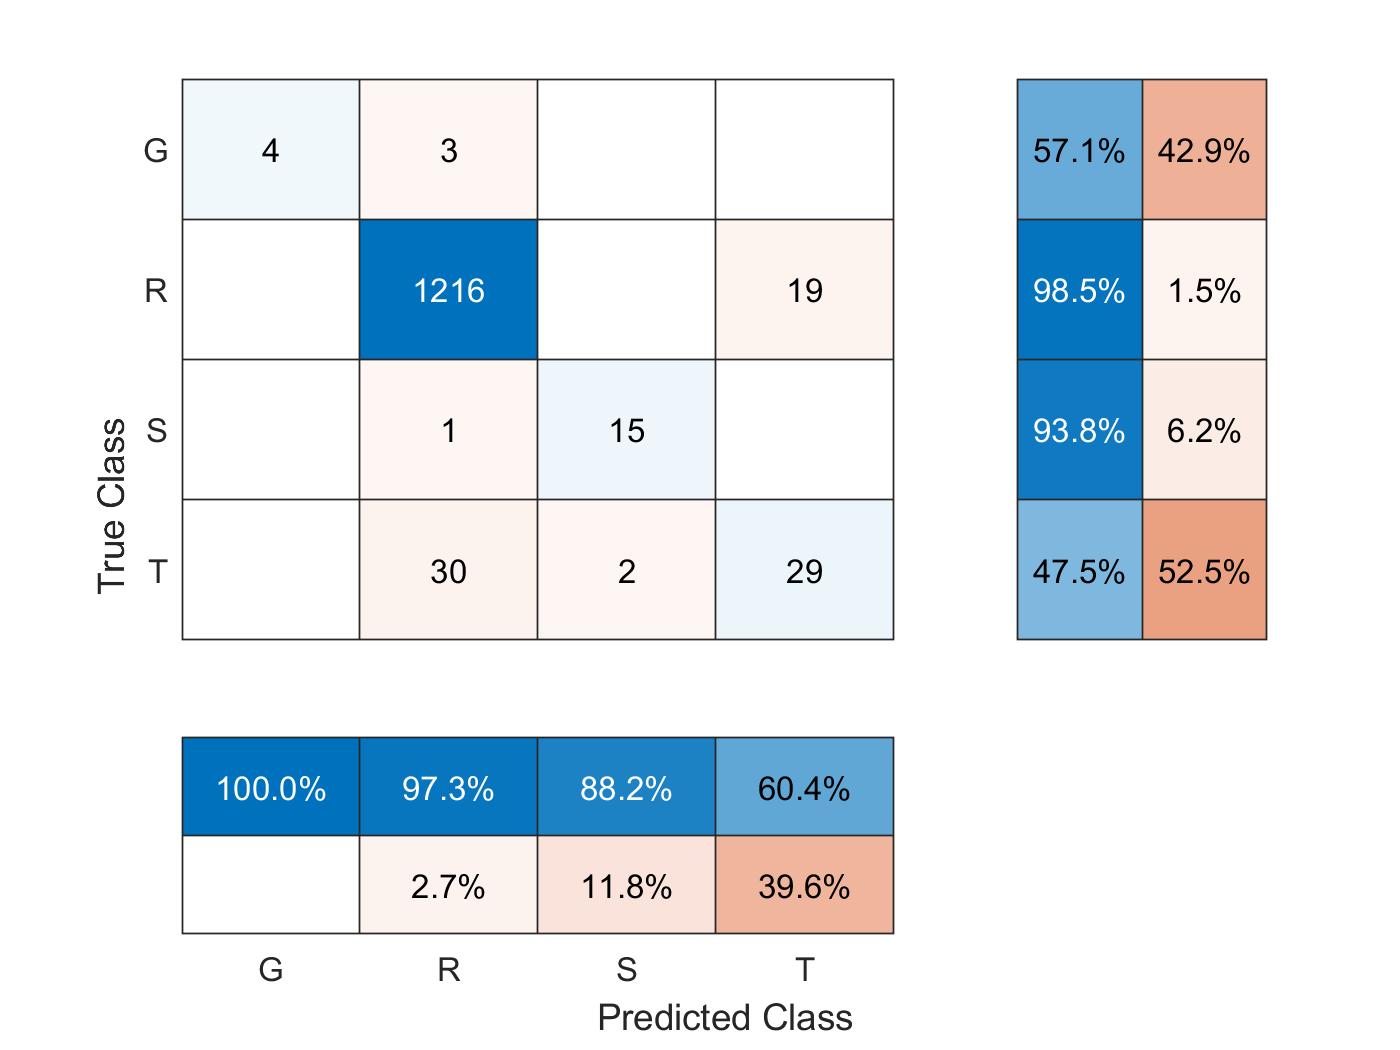 G 4 3 57.1% 42.9%
R 1216 19 98.5% 1.5%
S 1 15 93.8% 6.2%
T 30 2 29 47.5% 52.5%
True Class
100.0% 97.3% 88.2% 60.4%
2.7% 11.8% 39.6%
G R S T
Predicted Class